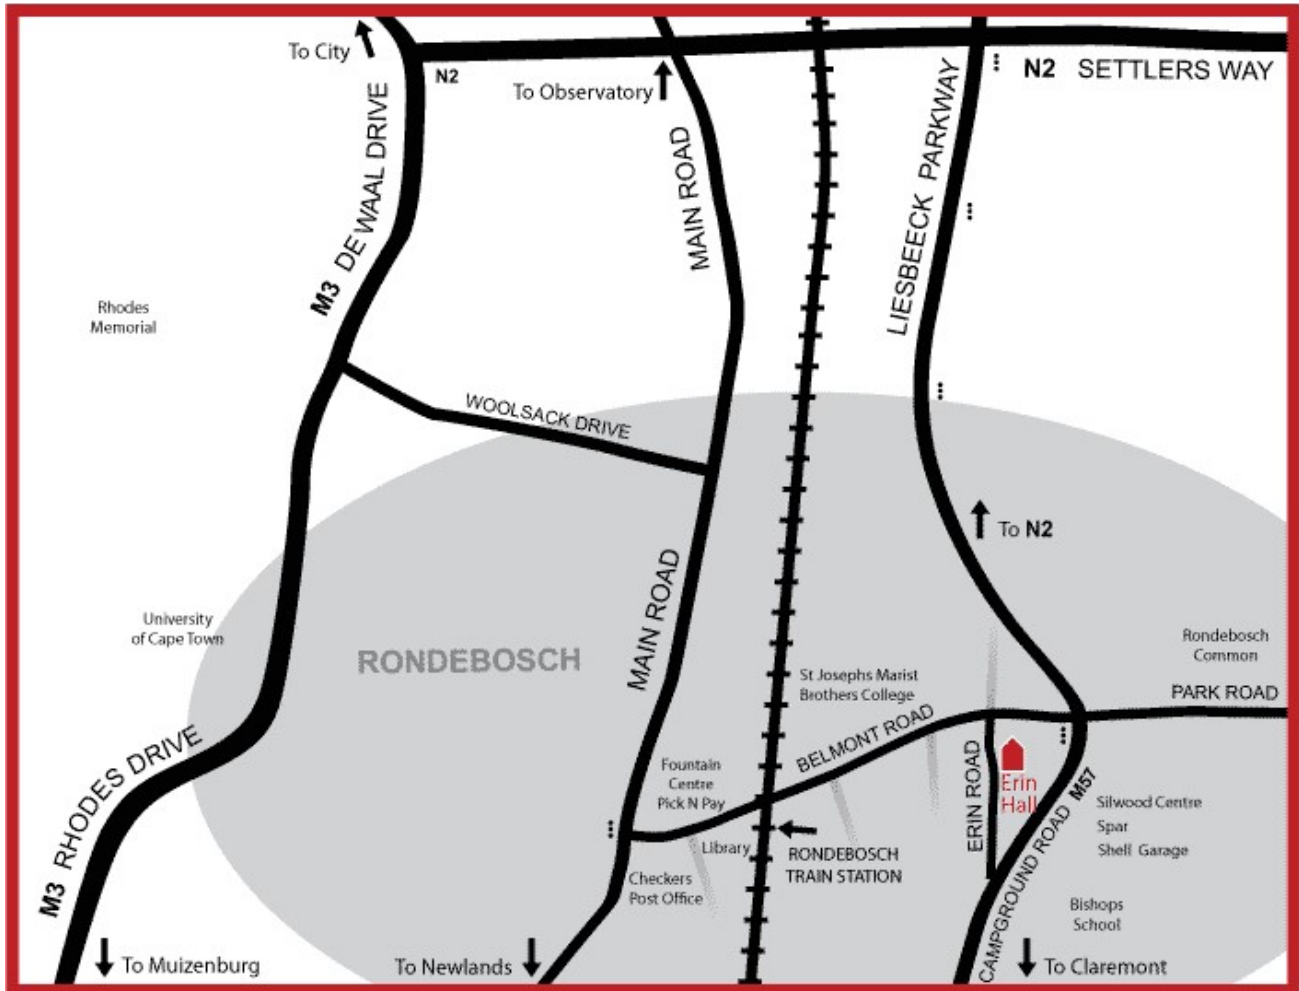 To City
N2
To Observatory
N2 SETTLERS WAY
M3 DE WAAL DRIVE
MAIN ROAD
LIESBEECK PARKWAY
Rhodes
Memorial
WOOLSACK DRIVE
To N2
University
of Cape Town
RONDEBOSCH
MAIN ROAD
St Josephs Marist
Brothers College
Rondebosch
Common
PARK ROAD
M3 RHODES DRIVE
BELMONT ROAD
Fountain
Centre
Pick N Pay
ERIN ROAD
Erin
Hall
CAMPGROUND ROAD M57
Silwood Centre
Spar
Shell Garage
Library
RONDEBOSCH
TRAIN STATION
Checkers
Post Office
Bishops
School
To Muizenburg
To Newlands
To Claremont